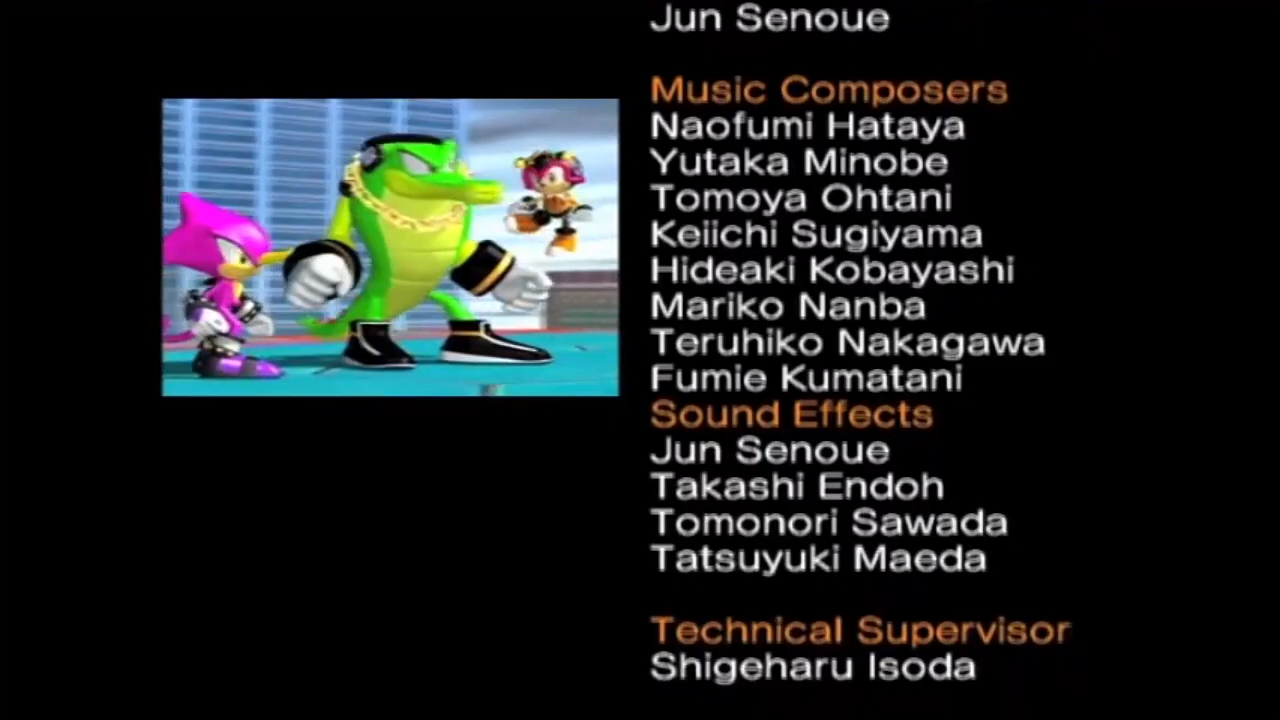 Jun Senoue
Music Composers
Naofumi Hataya
Yutaka Minobe
Tomoya Ohtani
Keiichi Sugiyama
Hideaki Kobayashi
Mariko Nanba
Teruhiko Nakagawa
Fumie Kumatani
Sound Effects
Jun Senoue
Takashi Endoh
Tomonori Sawada
Tatsuyuki Maeda
Technical Supervisor
Shigeharu Isoda